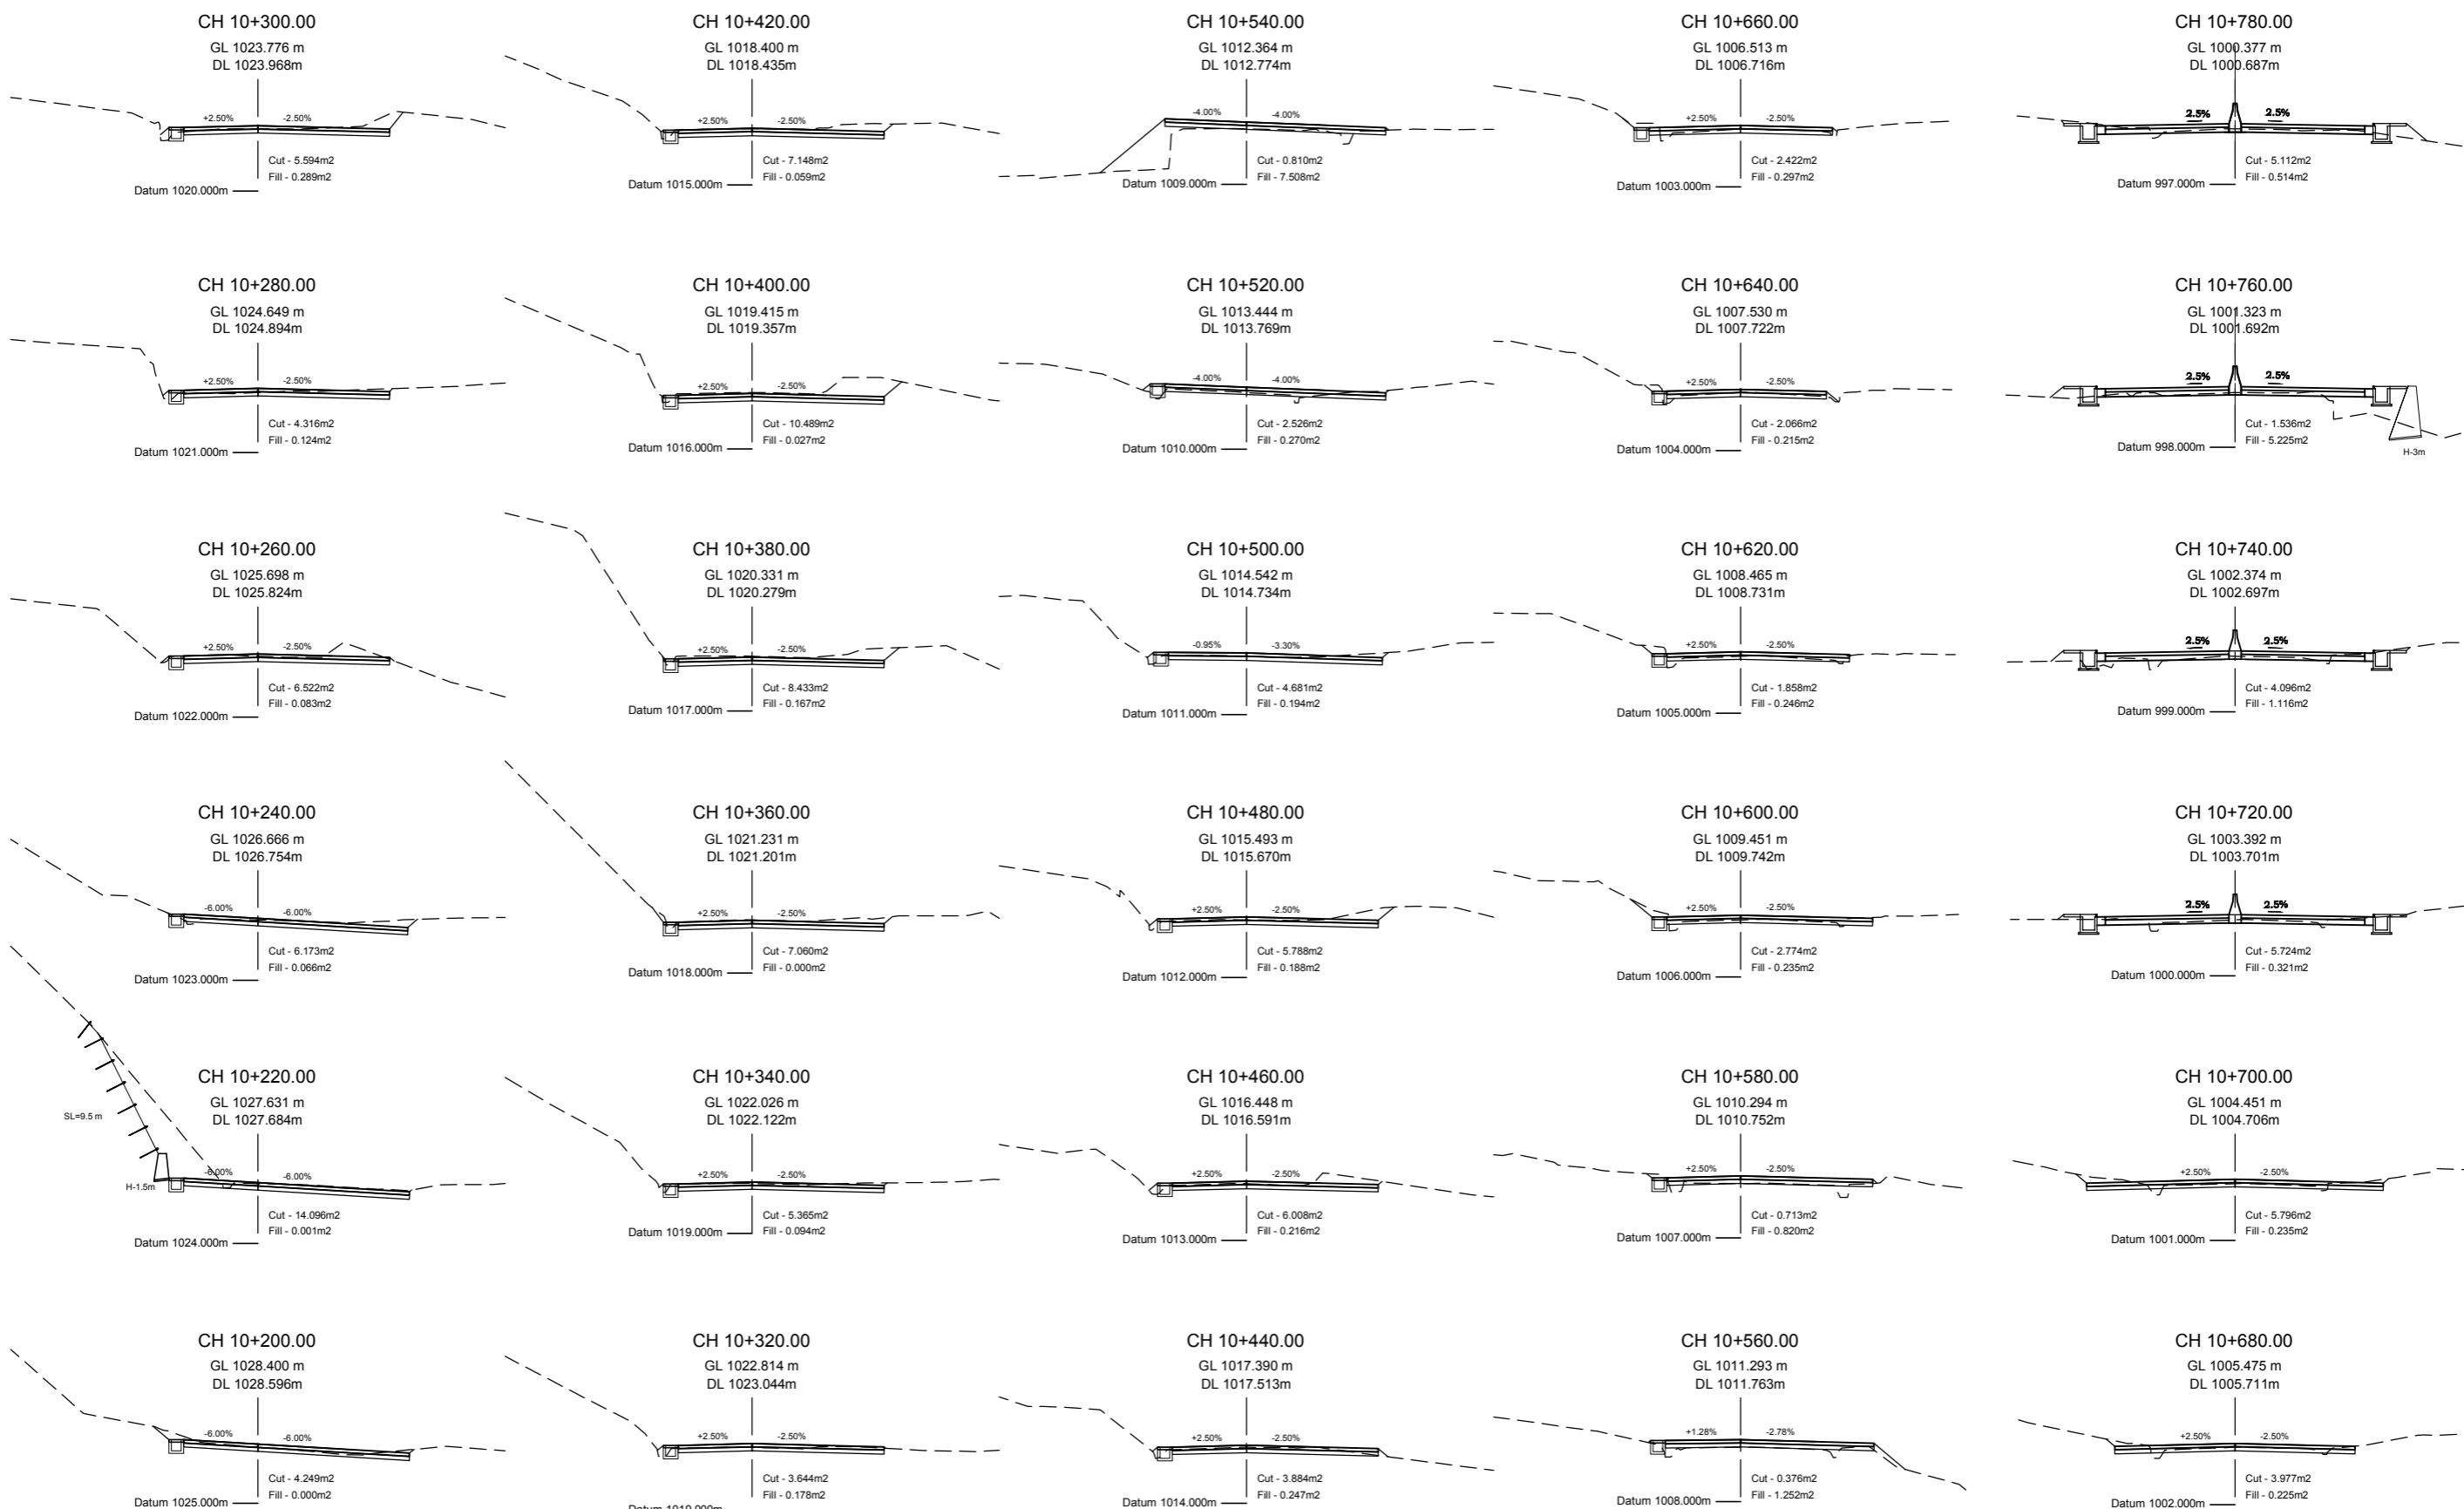 CH 10+300.00
GL 1023.776 m
DL 1023.968m
+2.50% -2.50%
Cut - 5.594m2
Fill - 0.289m2
Datum 1020.000m
CH 10+420.00
GL 1018.400 m
DL 1018.435m
+2.50% -2.50%
Cut - 7.148m2
Fill - 0.059m2
Datum 1015.000m
CH 10+540.00
GL 1012.364 m
DL 1012.774m
-4.00% -4.00%
Cut - 0.810m2
Fill - 7.508m2
Datum 1009.000m
CH 10+660.00
GL 1006.513 m
DL 1006.716m
+2.50% -2.50%
Cut - 2.422m2
Fill - 0.297m2
Datum 1003.000m
CH 10+780.00
GL 1000.377 m
DL 1000.687m
2.5% 2.5%
Cut - 5.112m2
Fill - 0.514m2
Datum 997.000m
CH 10+280.00
GL 1024.649 m
DL 1024.894m
+2.50% -2.50%
Cut - 4.316m2
Fill - 0.124m2
Datum 1021.000m
CH 10+400.00
GL 1019.415 m
DL 1019.357m
+2.50% -2.50%
Cut - 10.489m2
Fill - 0.027m2
Datum 1016.000m
CH 10+520.00
GL 1013.444 m
DL 1013.769m
-4.00% -4.00%
Cut - 2.526m2
Fill - 0.270m2
Datum 1010.000m
CH 10+640.00
GL 1007.530 m
DL 1007.722m
+2.50% -2.50%
Cut - 2.066m2
Fill - 0.215m2
Datum 1004.000m
CH 10+760.00
GL 1001.323 m
DL 1001.692m
2.5% 2.5%
Cut - 1.536m2
Fill - 5.225m2
Datum 998.000m
H-3m
CH 10+260.00
GL 1025.698 m
DL 1025.824m
+2.50% -2.50%
Cut - 6.522m2
Fill - 0.083m2
Datum 1022.000m
CH 10+380.00
GL 1020.331 m
DL 1020.279m
+2.50% -2.50%
Cut - 8.433m2
Fill - 0.167m2
Datum 1017.000m
CH 10+500.00
GL 1014.542 m
DL 1014.734m
-0.95% -3.30%
Cut - 4.681m2
Fill - 0.194m2
Datum 1011.000m
CH 10+620.00
GL 1008.465 m
DL 1008.731m
+2.50% -2.50%
Cut - 1.858m2
Fill - 0.246m2
Datum 1005.000m
CH 10+740.00
GL 1002.374 m
DL 1002.697m
2.5% 2.5%
Cut - 4.096m2
Fill - 1.116m2
Datum 999.000m
CH 10+240.00
GL 1026.666 m
DL 1026.754m
-6.00% -6.00%
Cut - 6.173m2
Fill - 0.066m2
Datum 1023.000m
CH 10+360.00
GL 1021.231 m
DL 1021.201m
+2.50% -2.50%
Cut - 7.060m2
Fill - 0.000m2
Datum 1018.000m
CH 10+480.00
GL 1015.493 m
DL 1015.670m
+2.50% -2.50%
Cut - 5.788m2
Fill - 0.188m2
Datum 1012.000m
CH 10+600.00
GL 1009.451 m
DL 1009.742m
+2.50% -2.50%
Cut - 2.774m2
Fill - 0.235m2
Datum 1006.000m
CH 10+720.00
GL 1003.392 m
DL 1003.701m
2.5% 2.5%
Cut - 5.724m2
Fill - 0.321m2
Datum 1000.000m
CH 10+220.00
GL 1027.631 m
DL 1027.684m
SL=9.5 m
-6.00% -6.00%
H-1.5m
Cut - 14.096m2
Fill - 0.001m2
Datum 1024.000m
CH 10+340.00
GL 1022.026 m
DL 1022.122m
+2.50% -2.50%
Cut - 5.365m2
Fill - 0.094m2
Datum 1019.000m
CH 10+460.00
GL 1016.448 m
DL 1016.591m
+2.50% -2.50%
Cut - 6.008m2
Fill - 0.216m2
Datum 1013.000m
CH 10+580.00
GL 1010.294 m
DL 1010.752m
+2.50% -2.50%
Cut - 0.713m2
Fill - 0.820m2
Datum 1007.000m
CH 10+700.00
GL 1004.451 m
DL 1004.706m
+2.50% -2.50%
Cut - 5.796m2
Fill - 0.235m2
Datum 1001.000m
CH 10+200.00
GL 1028.400 m
DL 1028.596m
-6.00% -6.00%
Cut - 4.249m2
Fill - 0.000m2
Datum 1025.000m
CH 10+320.00
GL 1022.814 m
DL 1023.044m
+2.50% -2.50%
Cut - 3.644m2
Fill - 0.178m2
CH 10+440.00
GL 1017.390 m
DL 1017.513m
+2.50% -2.50%
Cut - 3.884m2
Fill - 0.247m2
Datum 1014.000m
CH 10+560.00
GL 1011.293 m
DL 1011.763m
+1.28% -2.78%
Cut - 0.376m2
Fill - 1.252m2
Datum 1008.000m
CH 10+680.00
GL 1005.475 m
DL 1005.711m
+2.50% -2.50%
Cut - 3.977m2
Fill - 0.225m2
Datum 1002.000m